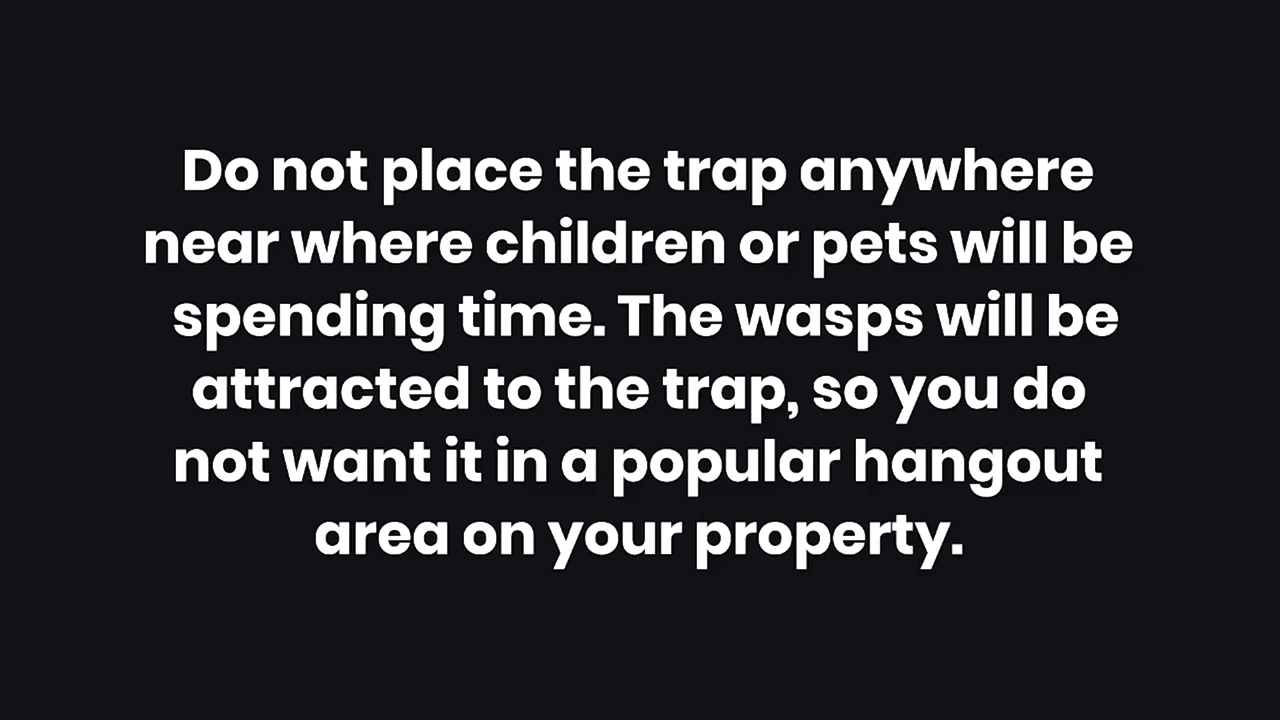 Do not place the trap anywhere
near where children or pets will be
spending time. The wasps will be
attracted to the trap, so you do
not want it in a popular hangout
area on your property.